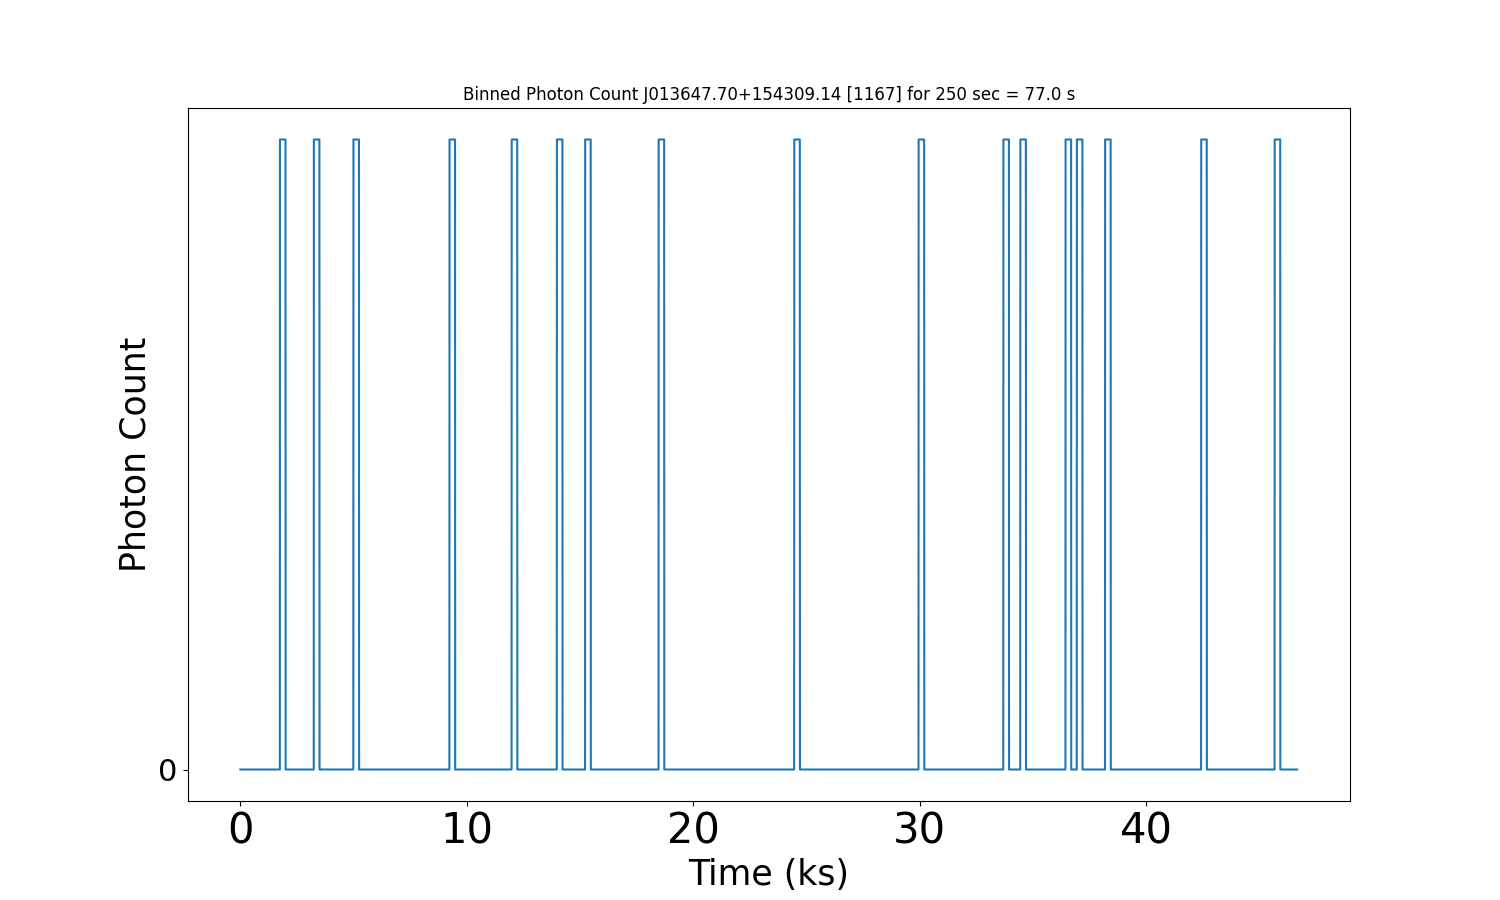 Binned Photon Count J013647.70+154309.14 [1167] for 250 sec = 77.0 s
Photon Count
0
0 10 20 30 40
Time (ks)